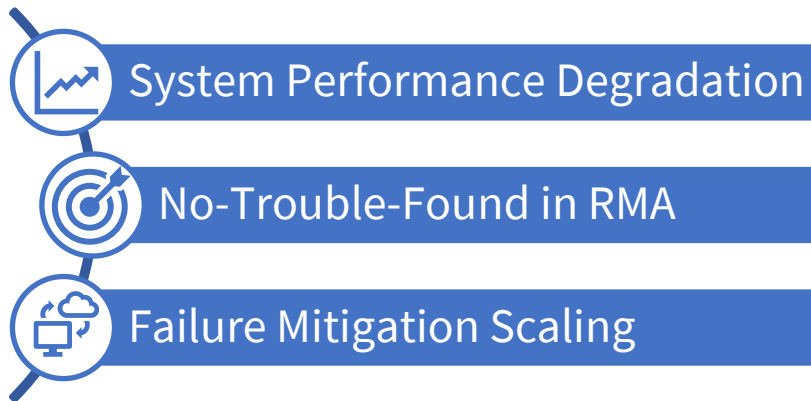 System Performance Degradation
No-Trouble-Found in RMA
Failure Mitigation Scaling